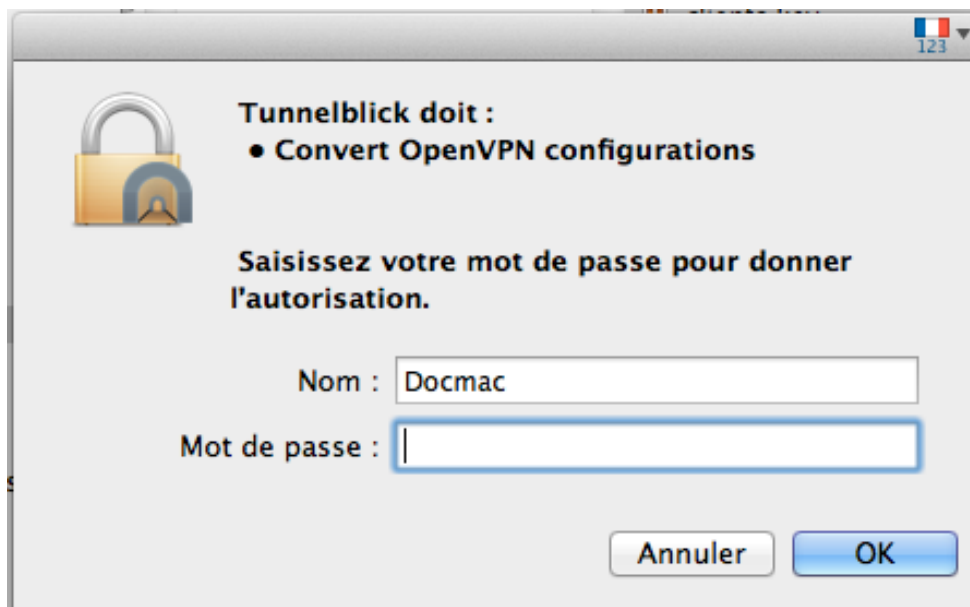 123
Tunnelblick doit :
• Convert OpenVPN configurations
Saisissez votre mot de passe pour donner
l'autorisation.
Nom :
Docmac
Mot de passe :
Annuler
OK